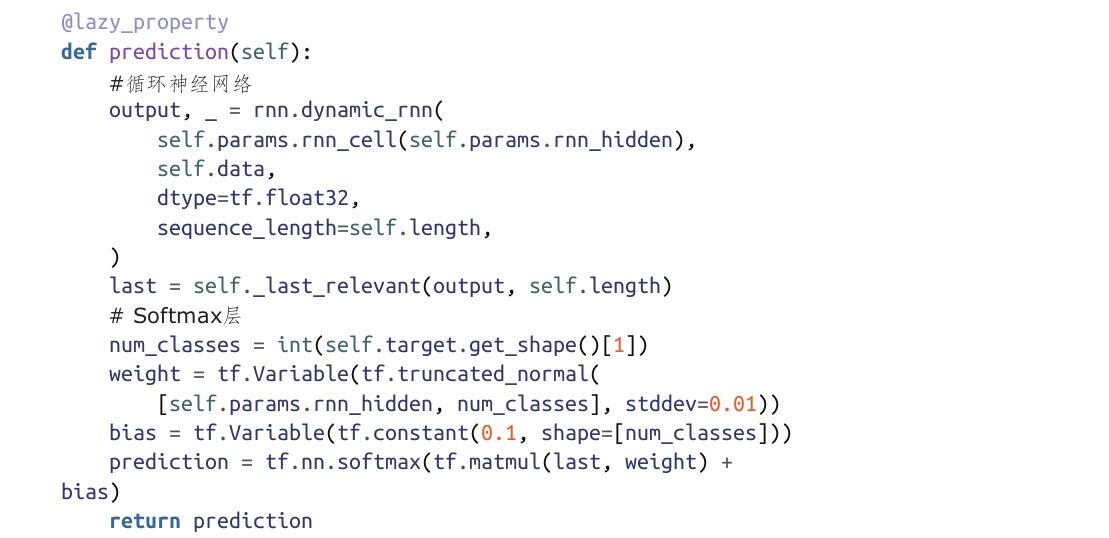 @lazy_property
def prediction(self):
    #循环神经网络
    output, _ = rnn.dynamic_rnn(
        self.params.rnn_cell(self.params.rnn_hidden),
        self.data,
        dtype=tf.float32,
        sequence_length=self.length,
    )
    last = self._last_relevant(output, self.length)
    # Softmax层
    num_classes = int(self.target.get_shape()[1])
    weight = tf.Variable(tf.truncated_normal(
        [self.params.rnn_hidden, num_classes], stddev=0.01))
    bias = tf.Variable(tf.constant(0.1, shape=[num_classes]))
    prediction = tf.nn.softmax(tf.matmul(last, weight) +
bias)
    return prediction